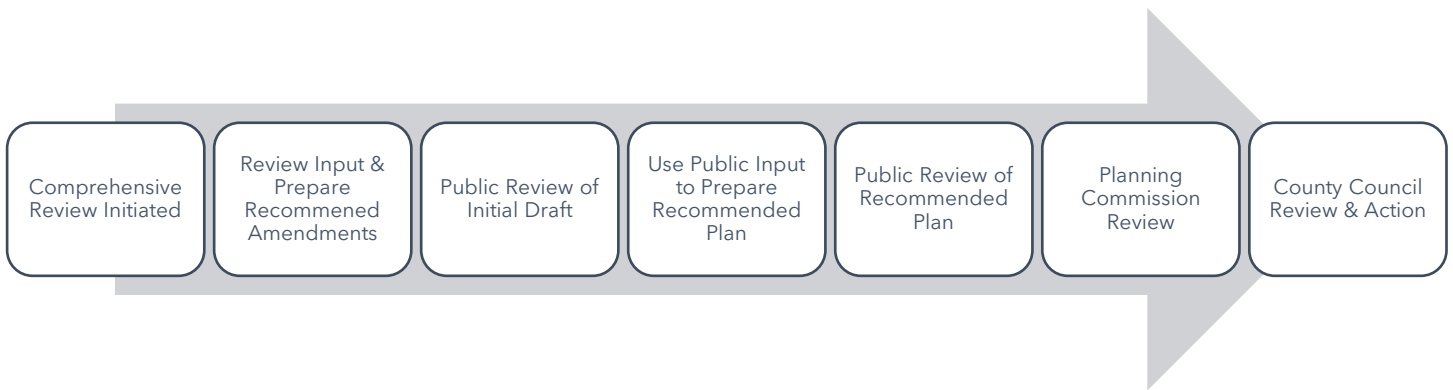 Comprehensive
Review Initiated
Review Input &
Prepare
Recommened
Amendments
Public Review of
Initial Draft
Use Public Input
to Prepare
Recommended
Plan
Public Review of
Recommended
Plan
Planning
Commission
Review
County Council
Review & Action